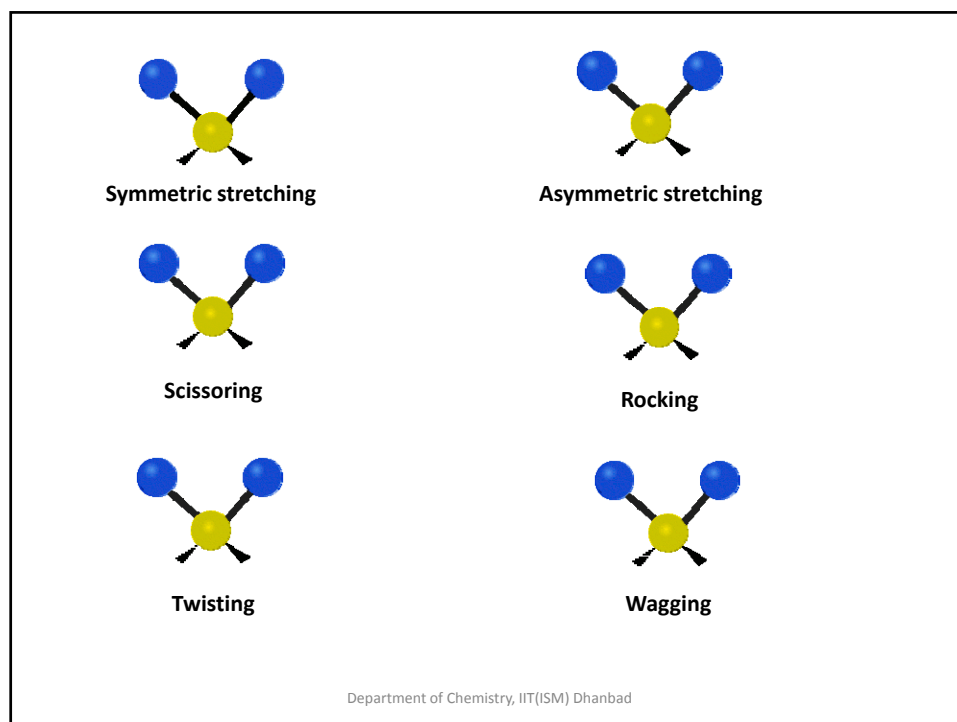 Symmetric stretching
Asymmetric stretching
Scissoring
Rocking
Twisting
Wagging
Department of Chemistry, IIT(ISM) Dhanbad